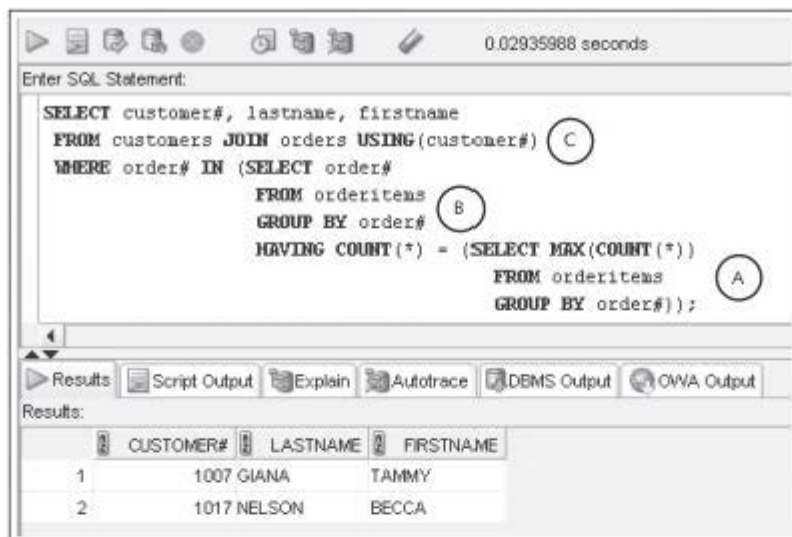 0.02935988 seconds
Enter SQL Statement:
SELECT customer#, lastname, firstname
FROM customers JOIN orders USING(customer#) C
WHERE order# IN (SELECT order#
FROM orderitems
B
GROUP BY order#
HAVING COUNT(*) = (SELECT MAX(COUNT(*))
FROM orderitems A
GROUP BY order#));
Results Script Output Explain Autotrace DBMS Output OWA Output
Results:
CUSTOMER# LASTNAME FIRSTNAME
1 1007 GIANA TAMMY
2 1017 NELSON BECCA